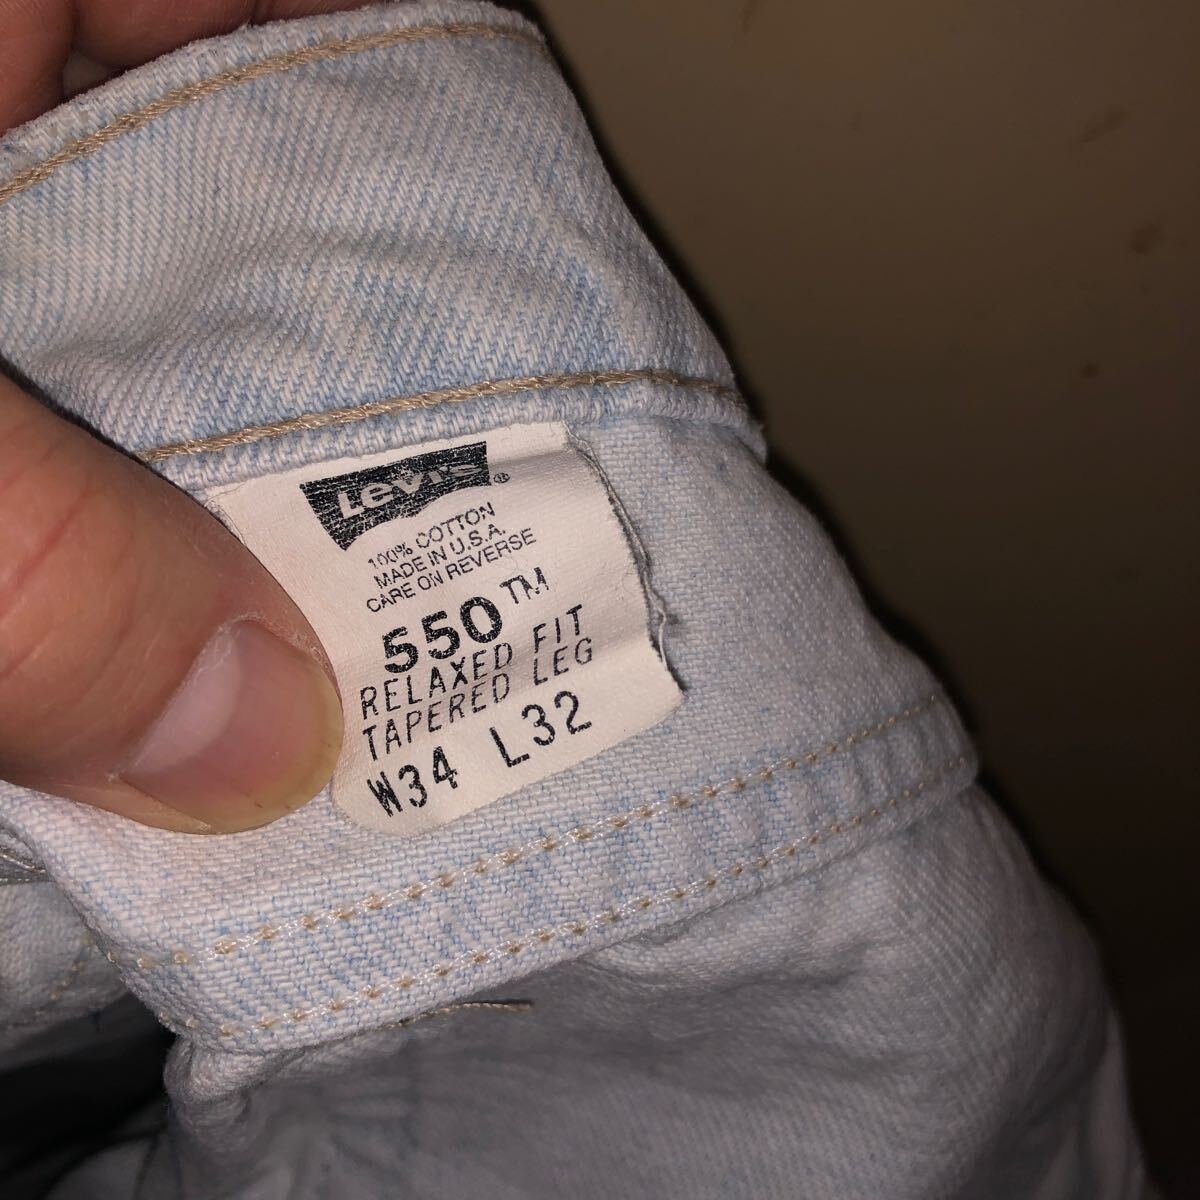 Levi's®
100% COTTON
MADE IN U.S.A.
CARE ON REVERSE
550™
RELAXED FIT
TAPERED LEG
W34 L32